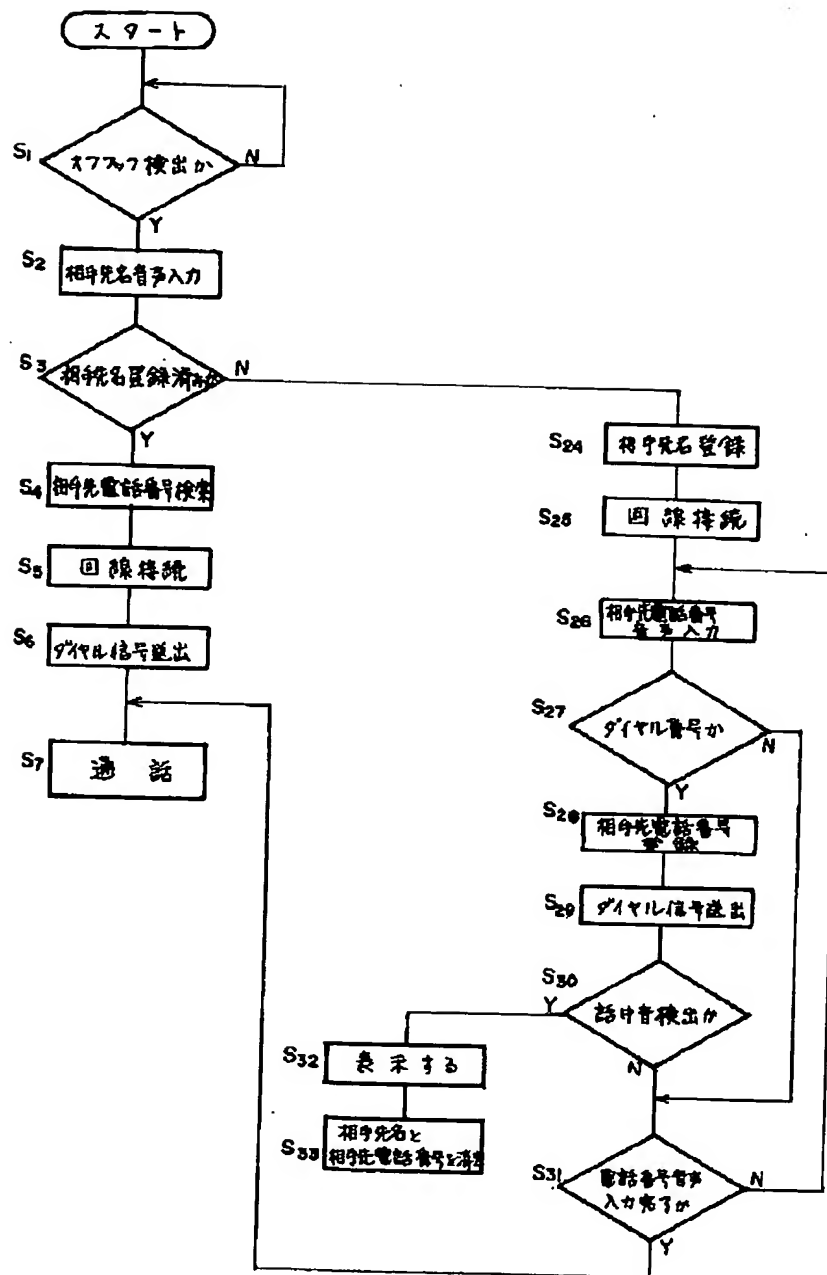 スタート
S1
オフフック検出か
N
Y
S2
相手先名音声入力
S3
相手先名登録済みか
N
Y
S4
相手先電話番号検索
S5
回線接続
S6
ダイヤル信号送出
S7
通話
S24
相手先名登録
S25
回線接続
S26
相手先電話番号
音声入力
S27
ダイヤル番号か
N
Y
S28
相手先電話番号
登録
S29
ダイヤル信号送出
S30
話中音検出か
Y
N
S32
表示する
S33
相手先名と
相手先電話番号を消去
S31
電話番号音声
入力完了か
N
Y